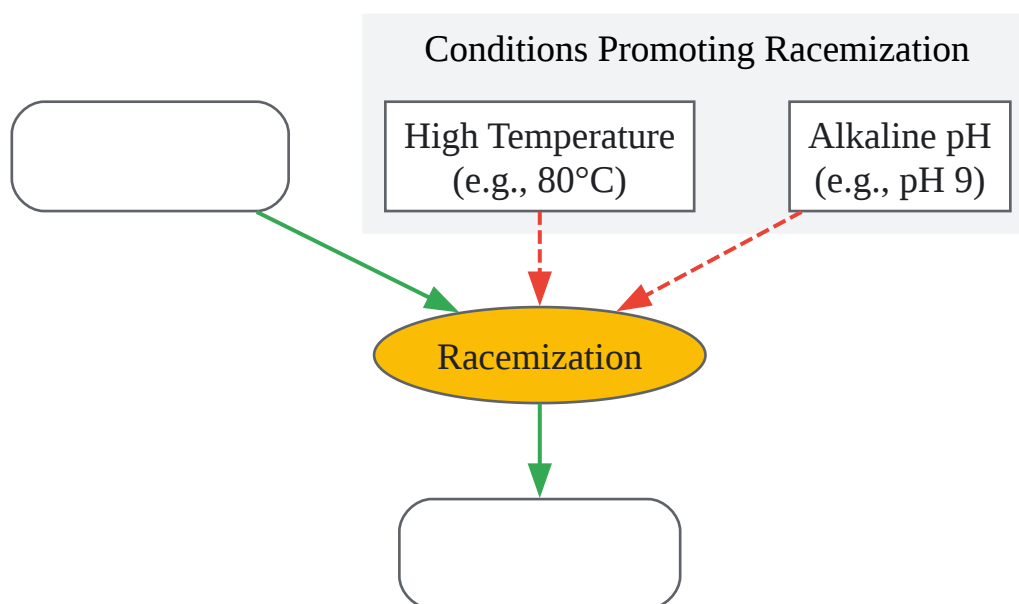 Conditions Promoting Racemization
High Temperature
(e.g., 80°C)
Alkaline pH
(e.g., pH 9)
Racemization